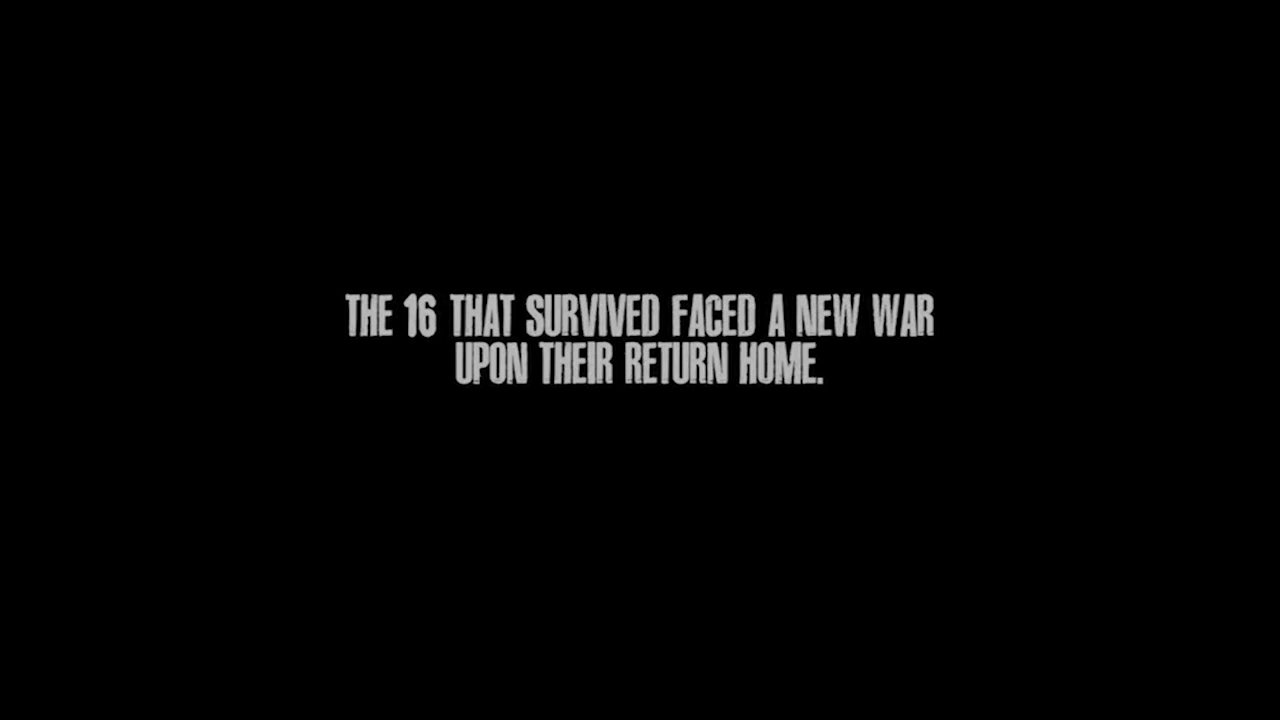 THE 16 THAT SURVIVED FACED A NEW WAR
UPON THEIR RETURN HOME.